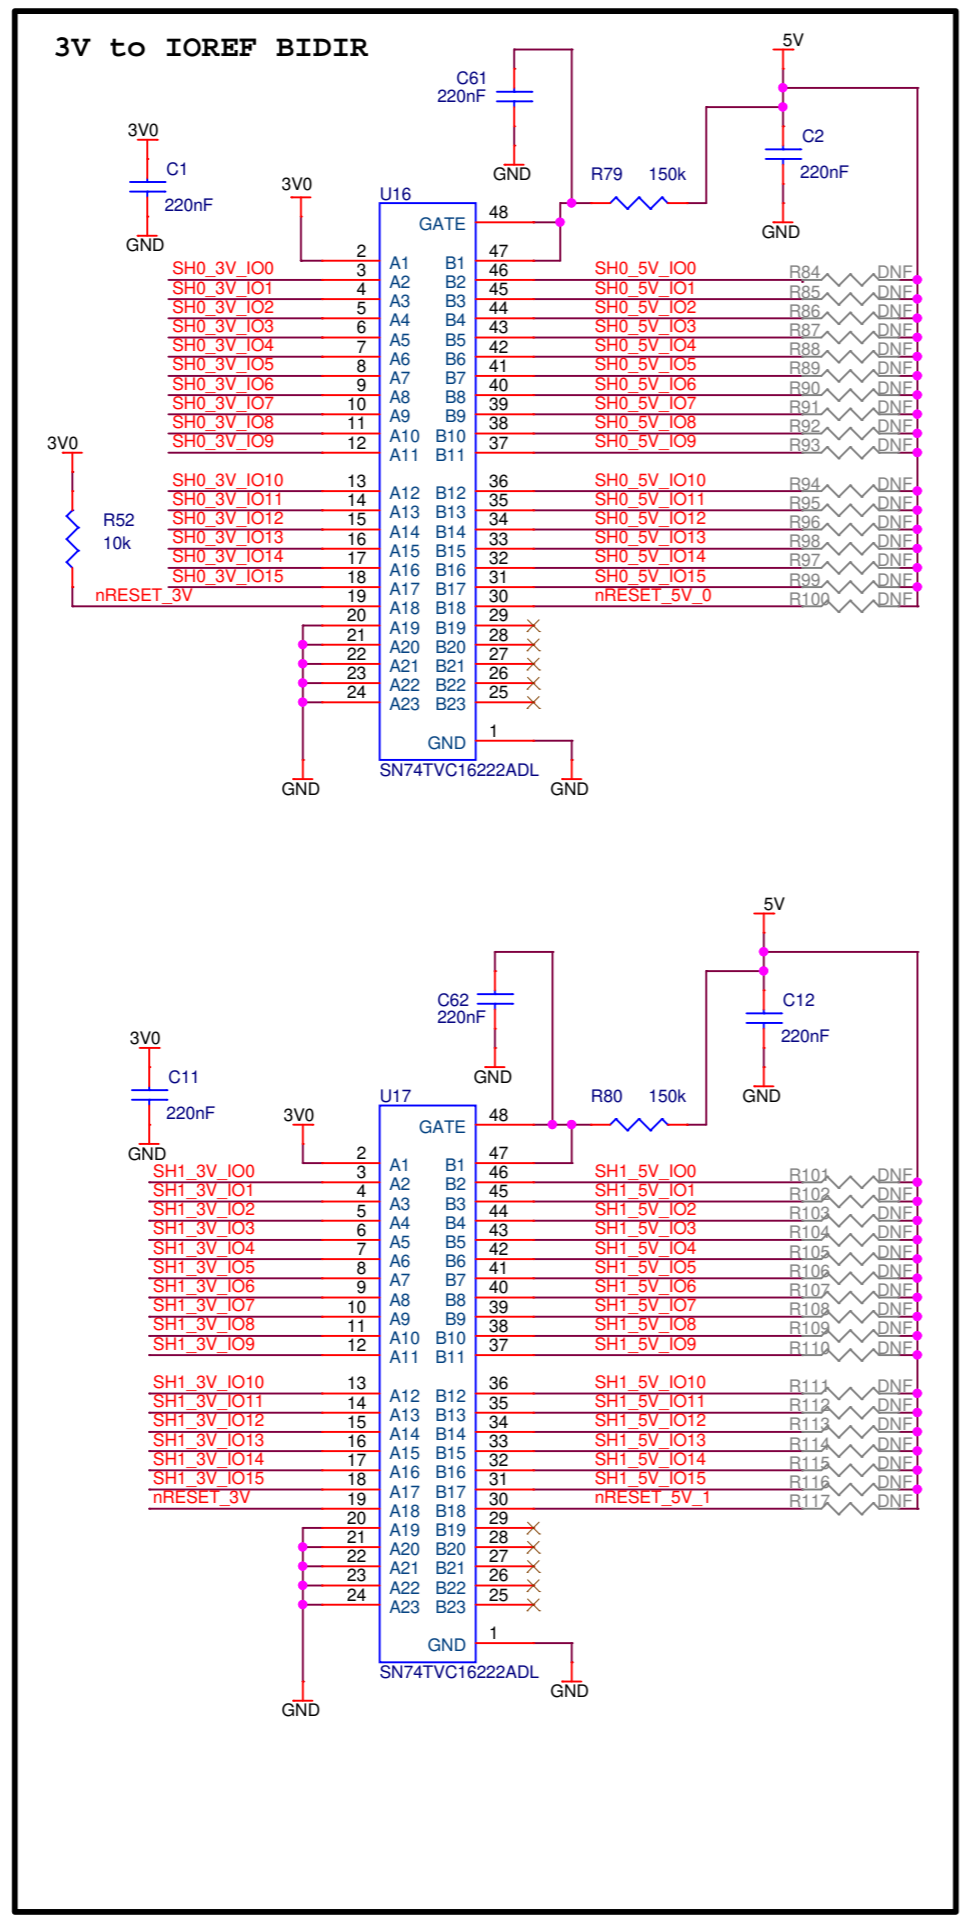 3V to IOREF BIDIR
5V
C61
220nF
3V0
C2
C1
220nF
GND
R79 150k
3V0
220nF
U16
GATE 48
GND
GND
2 A1 B1 47
SH0_3V_IO0 3 A2 B2 46 SH0_5V_IO0 R84 DNF
SH0_3V_IO1 4 A3 B3 45 SH0_5V_IO1 R85 DNF
SH0_3V_IO2 5 A4 B4 44 SH0_5V_IO2 R86 DNF
SH0_3V_IO3 6 A5 B5 43 SH0_5V_IO3 R87 DNF
SH0_3V_IO4 7 A6 B6 42 SH0_5V_IO4 R88 DNF
SH0_3V_IO5 8 A7 B7 41 SH0_5V_IO5 R89 DNF
SH0_3V_IO6 9 A8 B8 40 SH0_5V_IO6 R90 DNF
SH0_3V_IO7 10 A9 B9 39 SH0_5V_IO7 R91 DNF
SH0_3V_IO8 11 A10 B10 38 SH0_5V_IO8 R92 DNF
SH0_3V_IO9 12 A11 B11 37 SH0_5V_IO9 R93 DNF
3V0
SH0_3V_IO10 13 A12 B12 36 SH0_5V_IO10 R94 DNF
SH0_3V_IO11 14 A13 B13 35 SH0_5V_IO11 R95 DNF
R52
SH0_3V_IO12 15 A14 B14 34 SH0_5V_IO12 R96 DNF
10k
SH0_3V_IO13 16 A15 B15 33 SH0_5V_IO13 R98 DNF
SH0_3V_IO14 17 A16 B16 32 SH0_5V_IO14 R97 DNF
SH0_3V_IO15 18 A17 B17 31 SH0_5V_IO15 R99 DNF
nRESET_3V 19 A18 B18 30 nRESET_5V_0 R100 DNF
20 A19 B19 29
21 A20 B20 28
22 A21 B21 27
23 A22 B22 26
24 A23 B23 25
GND 1
SN74TVC16222ADL
GND
GND
5V
C62
220nF
C12
220nF
3V0
C11
220nF
GND
R80 150k
GND
3V0
U17
GATE 48
GND
2 A1 B1 47
SH1_3V_IO0 3 A2 B2 46 SH1_5V_IO0 R101 DNF
SH1_3V_IO1 4 A3 B3 45 SH1_5V_IO1 R102 DNF
SH1_3V_IO2 5 A4 B4 44 SH1_5V_IO2 R103 DNF
SH1_3V_IO3 6 A5 B5 43 SH1_5V_IO3 R104 DNF
SH1_3V_IO4 7 A6 B6 42 SH1_5V_IO4 R105 DNF
SH1_3V_IO5 8 A7 B7 41 SH1_5V_IO5 R106 DNF
SH1_3V_IO6 9 A8 B8 40 SH1_5V_IO6 R107 DNF
SH1_3V_IO7 10 A9 B9 39 SH1_5V_IO7 R108 DNF
SH1_3V_IO8 11 A10 B10 38 SH1_5V_IO8 R109 DNF
SH1_3V_IO9 12 A11 B11 37 SH1_5V_IO9 R110 DNF
SH1_3V_IO10 13 A12 B12 36 SH1_5V_IO10 R111 DNF
SH1_3V_IO11 14 A13 B13 35 SH1_5V_IO11 R112 DNF
SH1_3V_IO12 15 A14 B14 34 SH1_5V_IO12 R113 DNF
SH1_3V_IO13 16 A15 B15 33 SH1_5V_IO13 R114 DNF
SH1_3V_IO14 17 A16 B16 32 SH1_5V_IO14 R115 DNF
SH1_3V_IO15 18 A17 B17 31 SH1_5V_IO15 R116 DNF
nRESET_3V 19 A18 B18 30 nRESET_5V_1 R117 DNF
20 A19 B19 29
21 A20 B20 28
22 A21 B21 27
23 A22 B22 26
24 A23 B23 25
GND 1
SN74TVC16222ADL
GND
GND